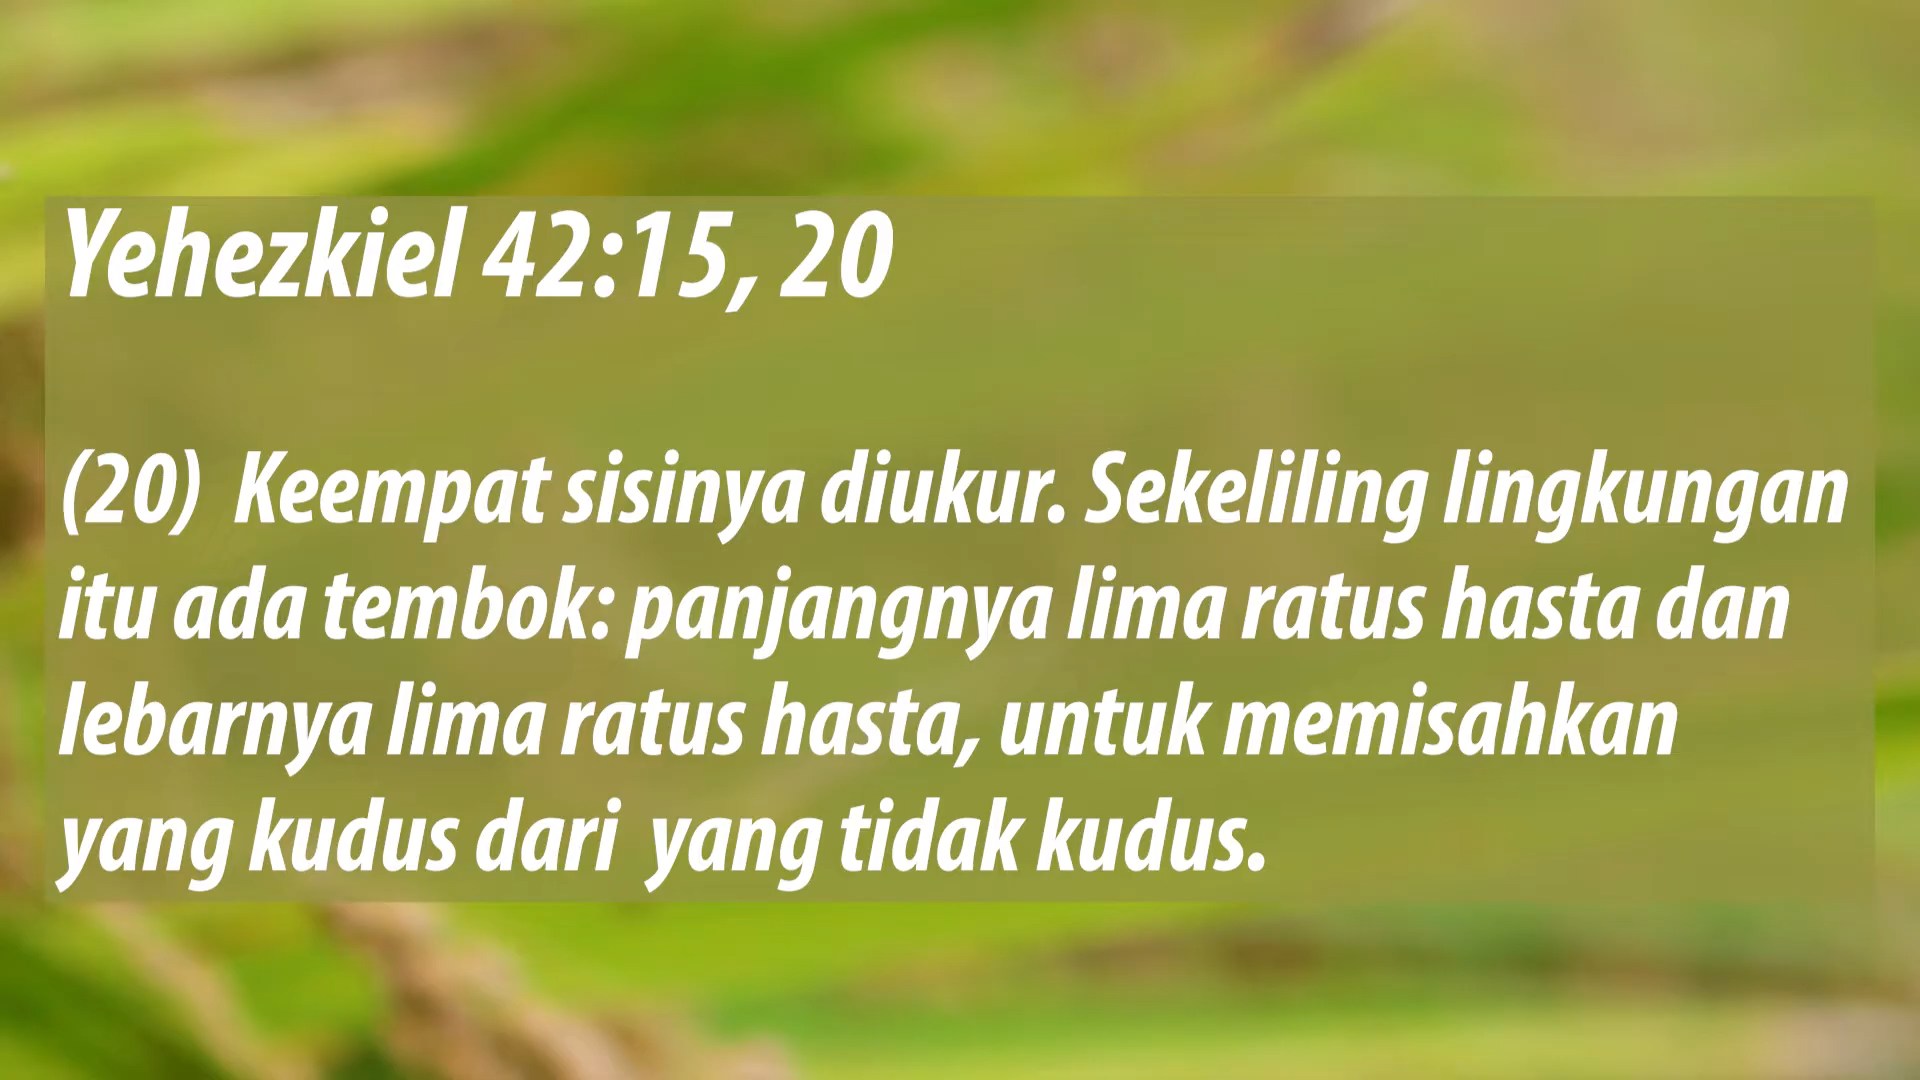 Yehezkiel 42:15, 20
(20)  Keempat sisinya diukur. Sekeliling lingkungan
itu ada tembok: panjangnya lima ratus hasta dan
lebarnya lima ratus hasta, untuk memisahkan
yang kudus dari  yang tidak kudus.